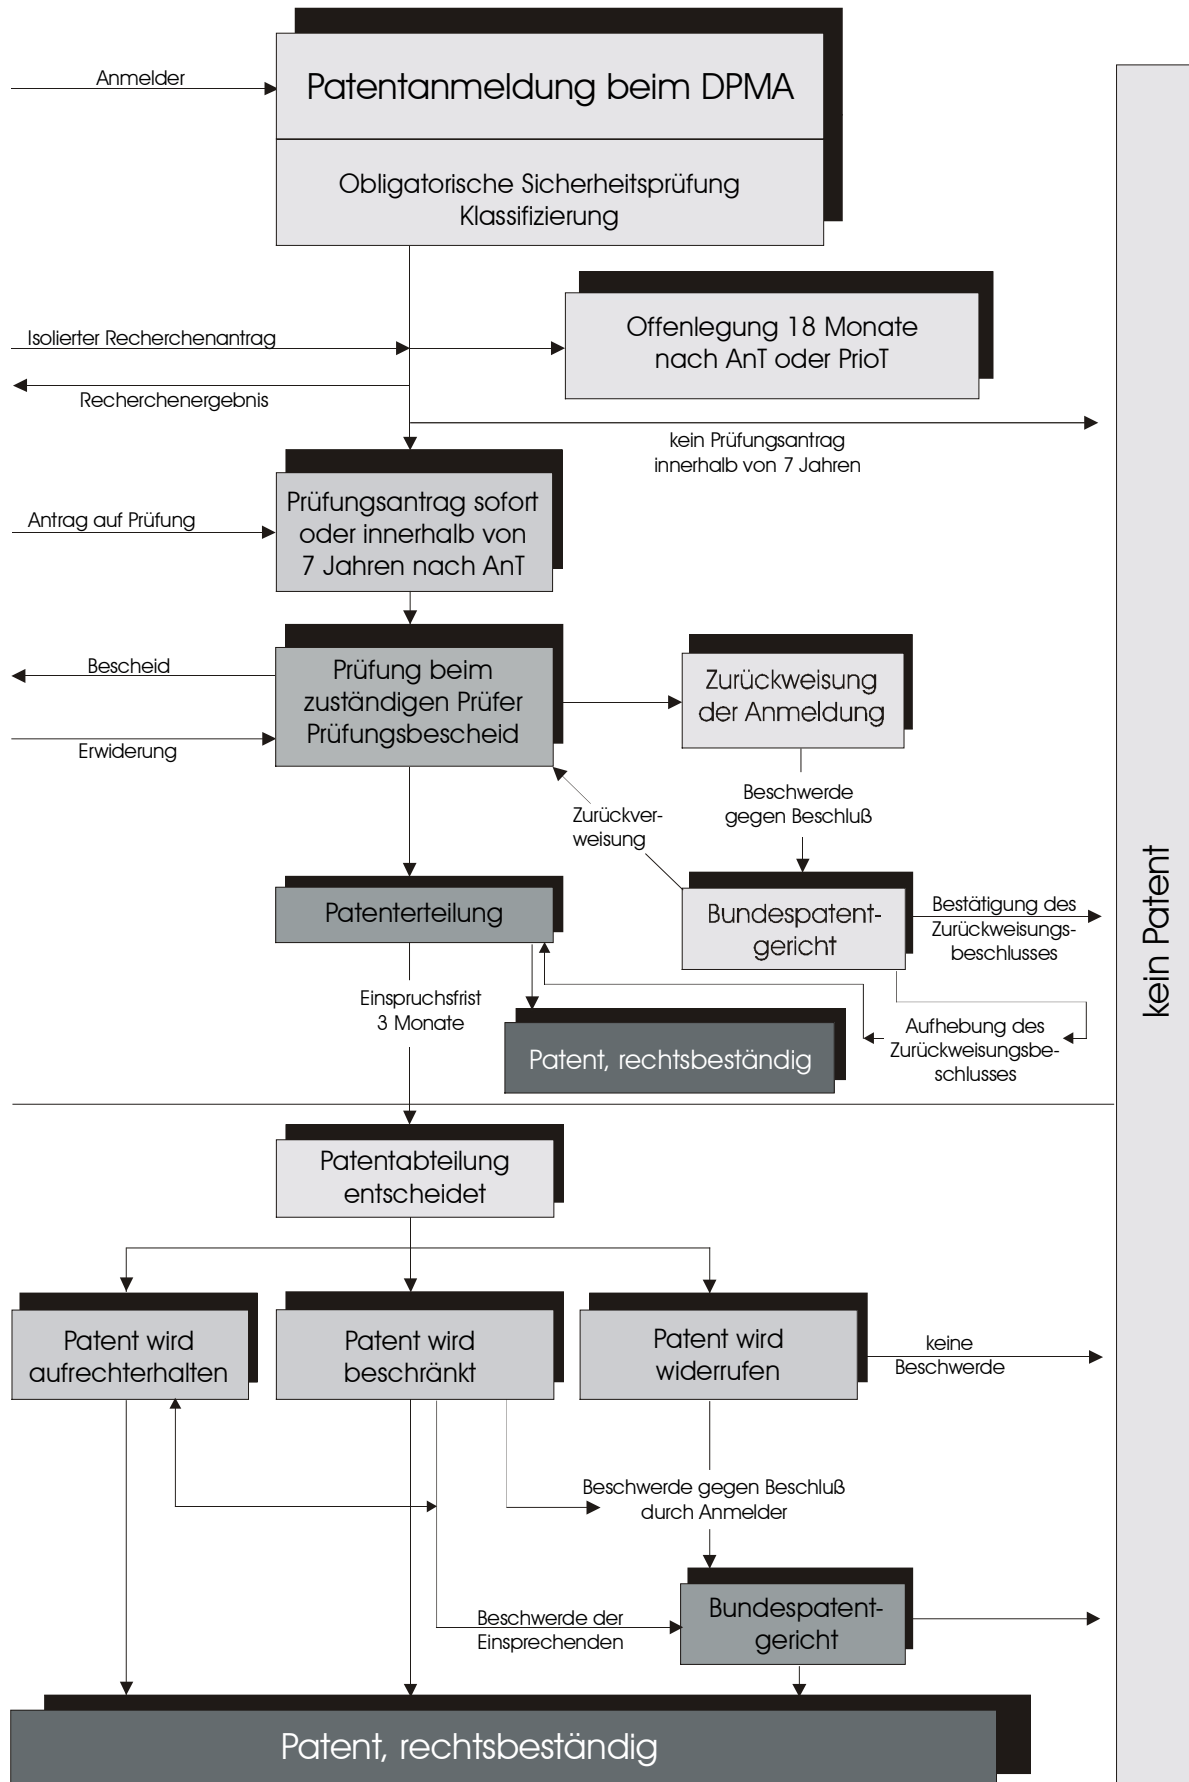 Anmelder
Patentanmeldung beim DPMA
Obligatorische Sicherheitsprüfung
Klassifizierung
Isolierter Recherchenantrag
Offenlegung 18 Monate
nach AnT oder PrioT
Recherchenergebnis
kein Prüfungsantrag
innerhalb von 7 Jahren
Antrag auf Prüfung
Prüfungsantrag sofort
oder innerhalb von
7 Jahren nach AnT
Bescheid
Erwiderung
Prüfung beim
zuständigen Prüfer
Prüfungsbescheid
Zurückweisung
der Anmeldung
Beschwerde
gegen Beschluß
Zurückver-
weisung
Patenterteilung
Bundespatent-
gericht
Bestätigung des
Zurückweisungs-
beschlusses
Einspruchsfrist
3 Monate
Patent, rechtsbeständig
Aufhebung des
Zurückweisungsbe-
schlusses
kein Patent
Patentabteilung
entscheidet
Patent wird
aufrechterhalten
Patent wird
beschränkt
Patent wird
widerrufen
keine
Beschwerde
Beschwerde gegen Beschluß
durch Anmelder
Beschwerde der
Einsprechenden
Bundespatent-
gericht
Patent, rechtsbeständig